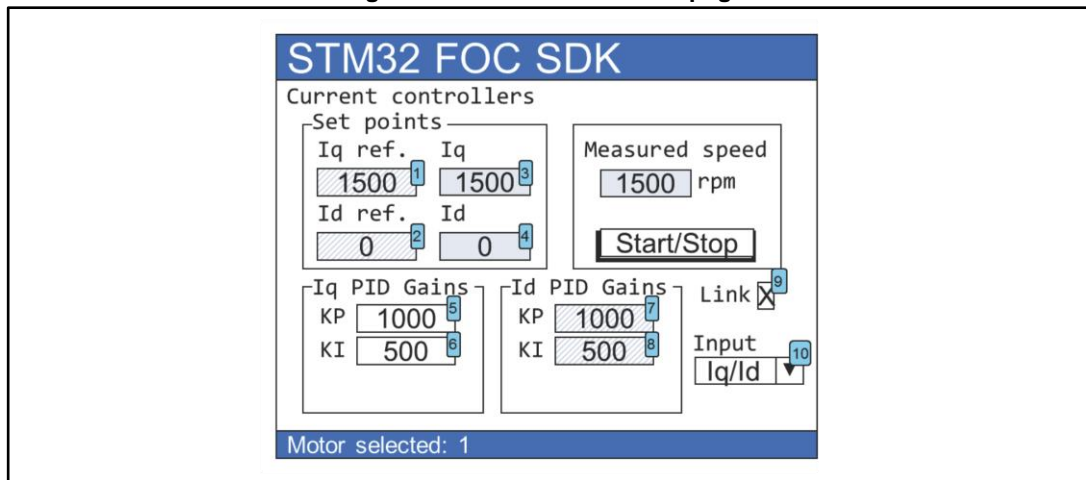 STM32 FOC SDK
Current controllers
Set points
Iq ref. Iq
1500 1 1500 3
Id ref. Id
0 2 0 4
Measured speed
1500 rpm
Start/Stop
Iq PID Gains
KP 1000 5
KI 500 6
Id PID Gains
KP 1000 7
KI 500 8
Link X 9
Input
Iq/Id 10
Motor selected: 1